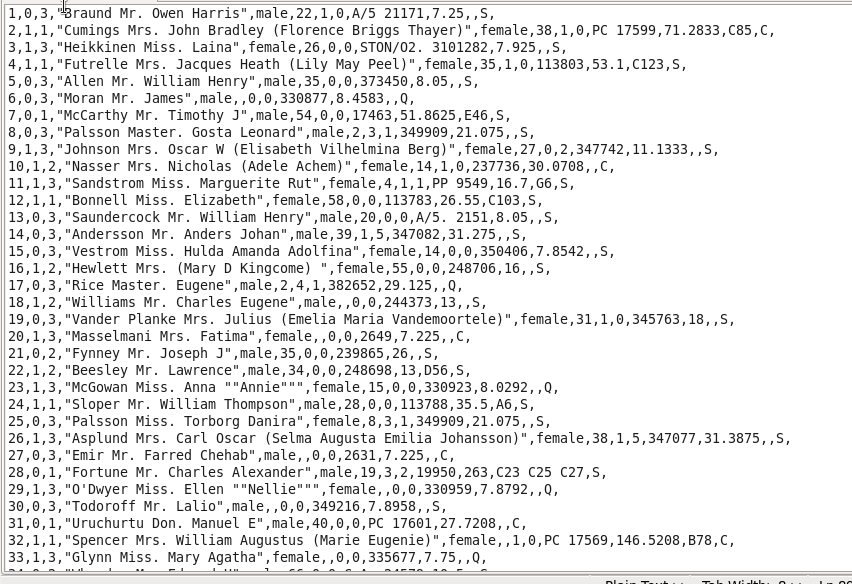 1,0,3,"Braund Mr. Owen Harris",male,22,1,0,A/5 21171,7.25,,S,
2,1,1,"Cumings Mrs. John Bradley (Florence Briggs Thayer)",female,38,1,0,PC 17599,71.2833,C85,C,
3,1,3,"Heikkinen Miss. Laina",female,26,0,0,STON/O2. 3101282,7.925,,S,
4,1,1,"Futrelle Mrs. Jacques Heath (Lily May Peel)",female,35,1,0,113803,53.1,C123,S,
5,0,3,"Allen Mr. William Henry",male,35,0,0,373450,8.05,,S,
6,0,3,"Moran Mr. James",male,,0,0,330877,8.4583,,Q,
7,0,1,"McCarthy Mr. Timothy J",male,54,0,0,17463,51.8625,E46,S,
8,0,3,"Palsson Master. Gosta Leonard",male,2,3,1,349909,21.075,,S,
9,1,3,"Johnson Mrs. Oscar W (Elisabeth Vilhelmina Berg)",female,27,0,2,347742,11.1333,,S,
10,1,2,"Nasser Mrs. Nicholas (Adele Achem)",female,14,1,0,237736,30.0708,,C,
11,1,3,"Sandstrom Miss. Marguerite Rut",female,4,1,1,PP 9549,16.7,G6,S,
12,1,1,"Bonnell Miss. Elizabeth",female,58,0,0,113783,26.55,C103,S,
13,0,3,"Saundercock Mr. William Henry",male,20,0,0,A/5. 2151,8.05,,S,
14,0,3,"Andersson Mr. Anders Johan",male,39,1,5,347082,31.275,,S,
15,0,3,"Vestrom Miss. Hulda Amanda Adolfina",female,14,0,0,350406,7.8542,,S,
16,1,2,"Hewlett Mrs. (Mary D Kingcome) ",female,55,0,0,248706,16,,S,
17,0,3,"Rice Master. Eugene",male,2,4,1,382652,29.125,,Q,
18,1,2,"Williams Mr. Charles Eugene",male,,0,0,244373,13,,S,
19,0,3,"Vander Planke Mrs. Julius (Emelia Maria Vandemoortele)",female,31,1,0,345763,18,,S,
20,1,3,"Masselmani Mrs. Fatima",female,,0,0,2649,7.225,,C,
21,0,2,"Fynney Mr. Joseph J",male,35,0,0,239865,26,,S,
22,1,2,"Beesley Mr. Lawrence",male,34,0,0,248698,13,D56,S,
23,1,3,"McGowan Miss. Anna ""Annie""",female,15,0,0,330923,8.0292,,Q,
24,1,1,"Sloper Mr. William Thompson",male,28,0,0,113788,35.5,A6,S,
25,0,3,"Palsson Miss. Torborg Danira",female,8,3,1,349909,21.075,,S,
26,1,3,"Asplund Mrs. Carl Oscar (Selma Augusta Emilia Johansson)",female,38,1,5,347077,31.3875,,S,
27,0,3,"Emir Mr. Farred Chehab",male,,0,0,2631,7.225,,C,
28,0,1,"Fortune Mr. Charles Alexander",male,19,3,2,19950,263,C23 C25 C27,S,
29,1,3,"O'Dwyer Miss. Ellen ""Nellie""",female,,0,0,330959,7.8792,,Q,
30,0,3,"Todoroff Mr. Lalio",male,,0,0,349216,7.8958,,S,
31,0,1,"Uruchurtu Don. Manuel E",male,40,0,0,PC 17601,27.7208,,C,
32,1,1,"Spencer Mrs. William Augustus (Marie Eugenie)",female,,1,0,PC 17569,146.5208,B78,C,
33,1,3,"Glynn Miss. Mary Agatha",female,,0,0,335677,7.75,,Q,